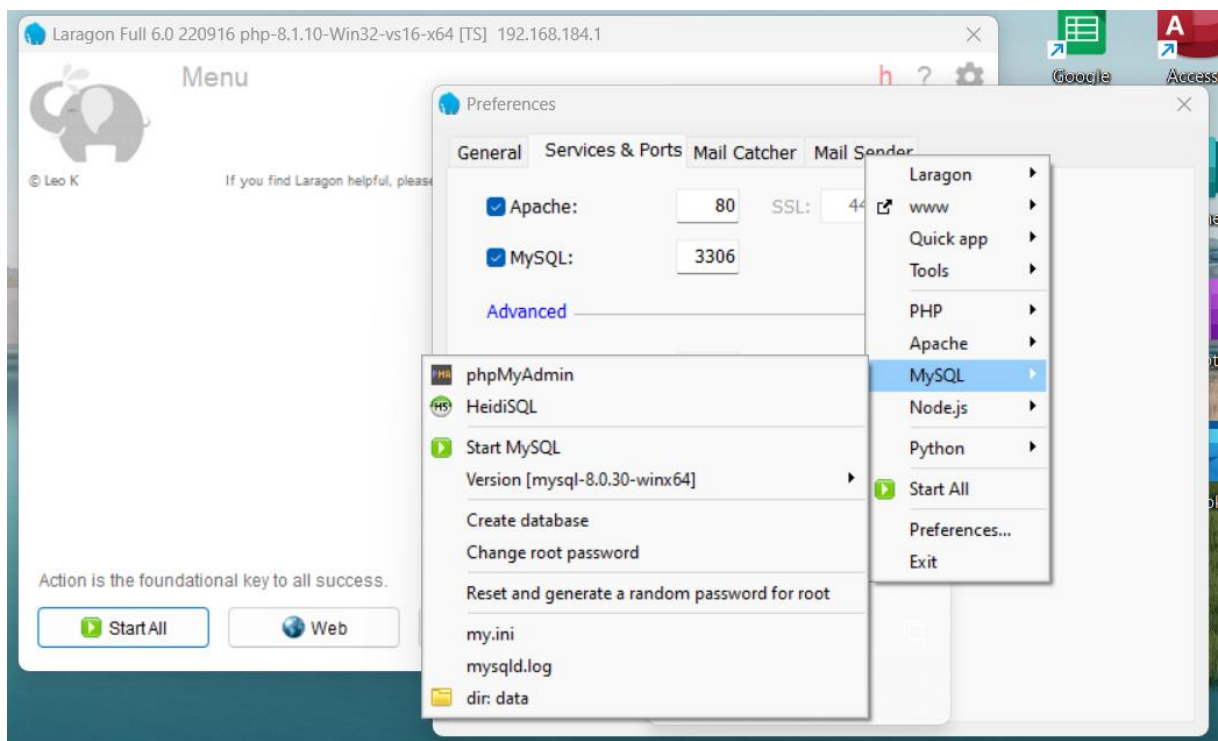 Laragon Full 6.0 220916 php-8.1.10-Win32-vs16-x64 [TS] 192.168.184.1
Menu
h ?
© Leo K
If you find Laragon helpful, please
Action is the foundational key to all success.
Start All
Web
Preferences
General Services & Ports Mail Catcher Mail Sender
Apache: 80 SSL: 44
MySQL: 3306
Advanced
phpMyAdmin
HeidiSQL
Start MySQL
Version [mysql-8.0.30-winx64]
Create database
Change root password
Reset and generate a random password for root
my.ini
mysqld.log
dir: data
Laragon
www
Quick app
Tools
PHP
Apache
MySQL
Node.js
Python
Start All
Preferences...
Exit
Google
Access